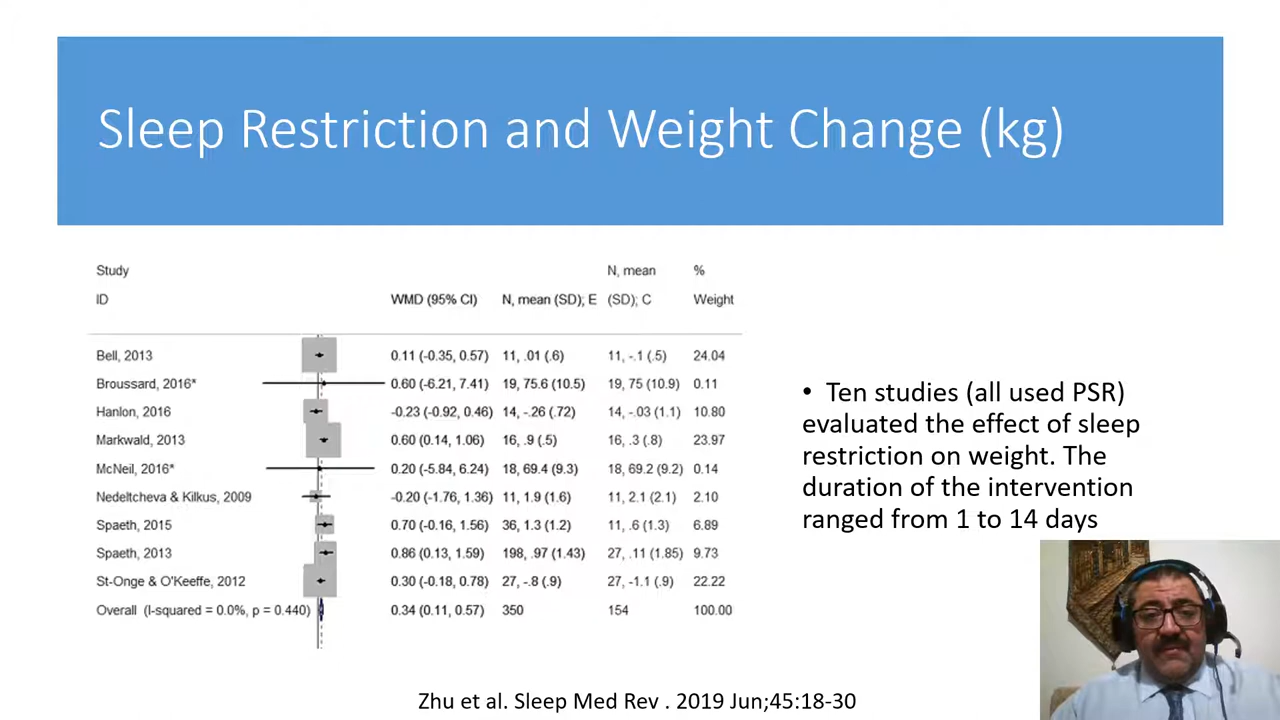 Sleep Restriction and Weight Change (kg)
Study N, mean %
ID WMD (95% CI) N, mean (SD); E (SD); C Weight
Bell, 2013 0.11 (-0.35, 0.57) 11, .01 (.6) 11, -.1 (.5) 24.04
Broussard, 2016* 0.60 (-6.21, 7.41) 19, 75.6 (10.5) 19, 75 (10.9) 0.11
Hanlon, 2016 -0.23 (-0.92, 0.46) 14, -.26 (.72) 14, -.03 (1.1) 10.80
Markwald, 2013 0.60 (0.14, 1.06) 16, .9 (.5) 16, .3 (.8) 23.97
McNeil, 2016* 0.20 (-5.84, 6.24) 18, 69.4 (9.3) 18, 69.2 (9.2) 0.14
Nedeltcheva & Kilkus, 2009 -0.20 (-1.76, 1.36) 11, 1.9 (1.6) 11, 2.1 (2.1) 2.10
Spaeth, 2015 0.70 (-0.16, 1.56) 36, 1.3 (1.2) 11, .6 (1.3) 6.89
Spaeth, 2013 0.86 (0.13, 1.59) 198, .97 (1.43) 27, .11 (1.85) 9.73
St-Onge & O'Keeffe, 2012 0.30 (-0.18, 0.78) 27, -.8 (.9) 27, -1.1 (.9) 22.22
Overall (I-squared = 0.0%, p = 0.440) 0.34 (0.11, 0.57) 350 154 100.00
• Ten studies (all used PSR)
evaluated the effect of sleep
restriction on weight. The
duration of the intervention
ranged from 1 to 14 days
Zhu et al. Sleep Med Rev . 2019 Jun;45:18-30